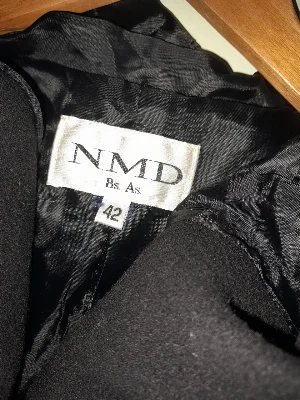 NMD
Bs. As.
42